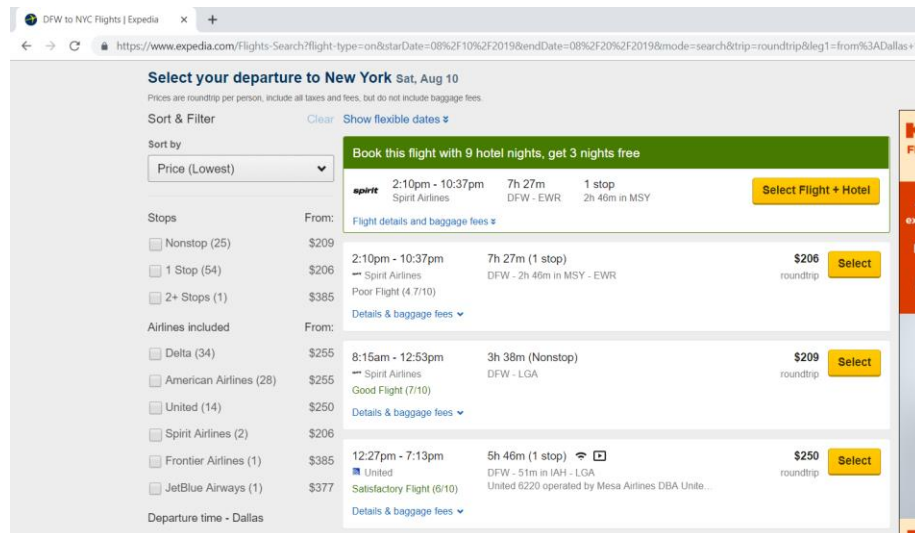 DFW to NYC Flights | Expedia
https://www.expedia.com/Flights-Search?flight-type=on&starDate=08%2F10%2F2019&endDate=08%2F20%2F2019&mode=search&trip=roundtrip&leg1=from%3ADallas+
Select your departure to New York Sat, Aug 10
Prices are roundtrip per person, include all taxes and fees, but do not include baggage fees.
Sort & Filter
Clear
Show flexible dates
Sort by
Price (Lowest)
Book this flight with 9 hotel nights, get 3 nights free
spirit 2:10pm - 10:37pm 7h 27m 1 stop
Spirit Airlines DFW - EWR 2h 46m in MSY
Select Flight + Hotel
Flight details and baggage fees
Stops From:
Nonstop (25) $209
1 Stop (54) $206
2+ Stops (1) $385
Airlines included From:
Delta (34) $255
American Airlines (28) $255
United (14) $250
Spirit Airlines (2) $206
Frontier Airlines (1) $385
JetBlue Airways (1) $377
Departure time - Dallas
2:10pm - 10:37pm 7h 27m (1 stop) $206 Select
Spirit Airlines DFW - 2h 46m in MSY - EWR roundtrip
Poor Flight (4.7/10)
Details & baggage fees
8:15am - 12:53pm 3h 38m (Nonstop) $209 Select
Spirit Airlines DFW - LGA roundtrip
Good Flight (7/10)
Details & baggage fees
12:27pm - 7:13pm 5h 46m (1 stop) $250 Select
United DFW - 51m in IAH - LGA roundtrip
Satisfactory Flight (6/10) United 6220 operated by Mesa Airlines DBA Unite...
Details & baggage fees